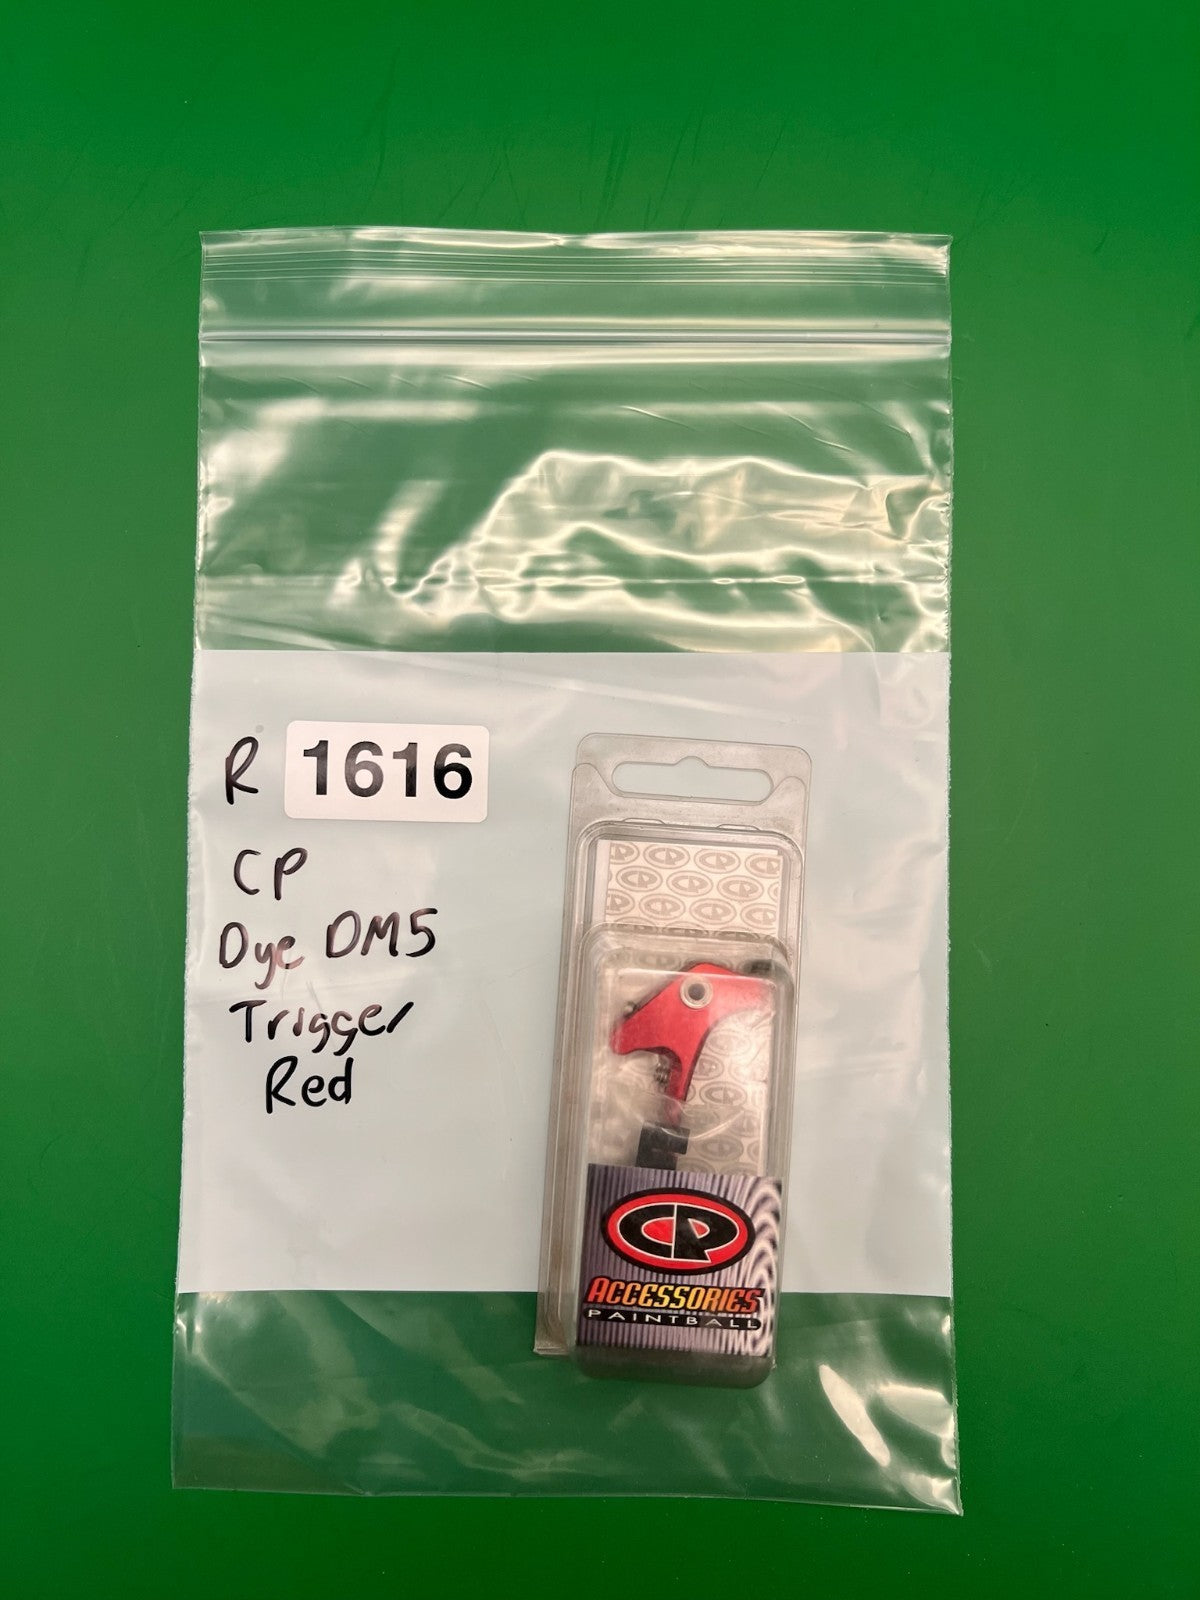 R 1616
CP
Dye DM5
Trigger
Red
CP
ACCESSORIES
PAINTBALL